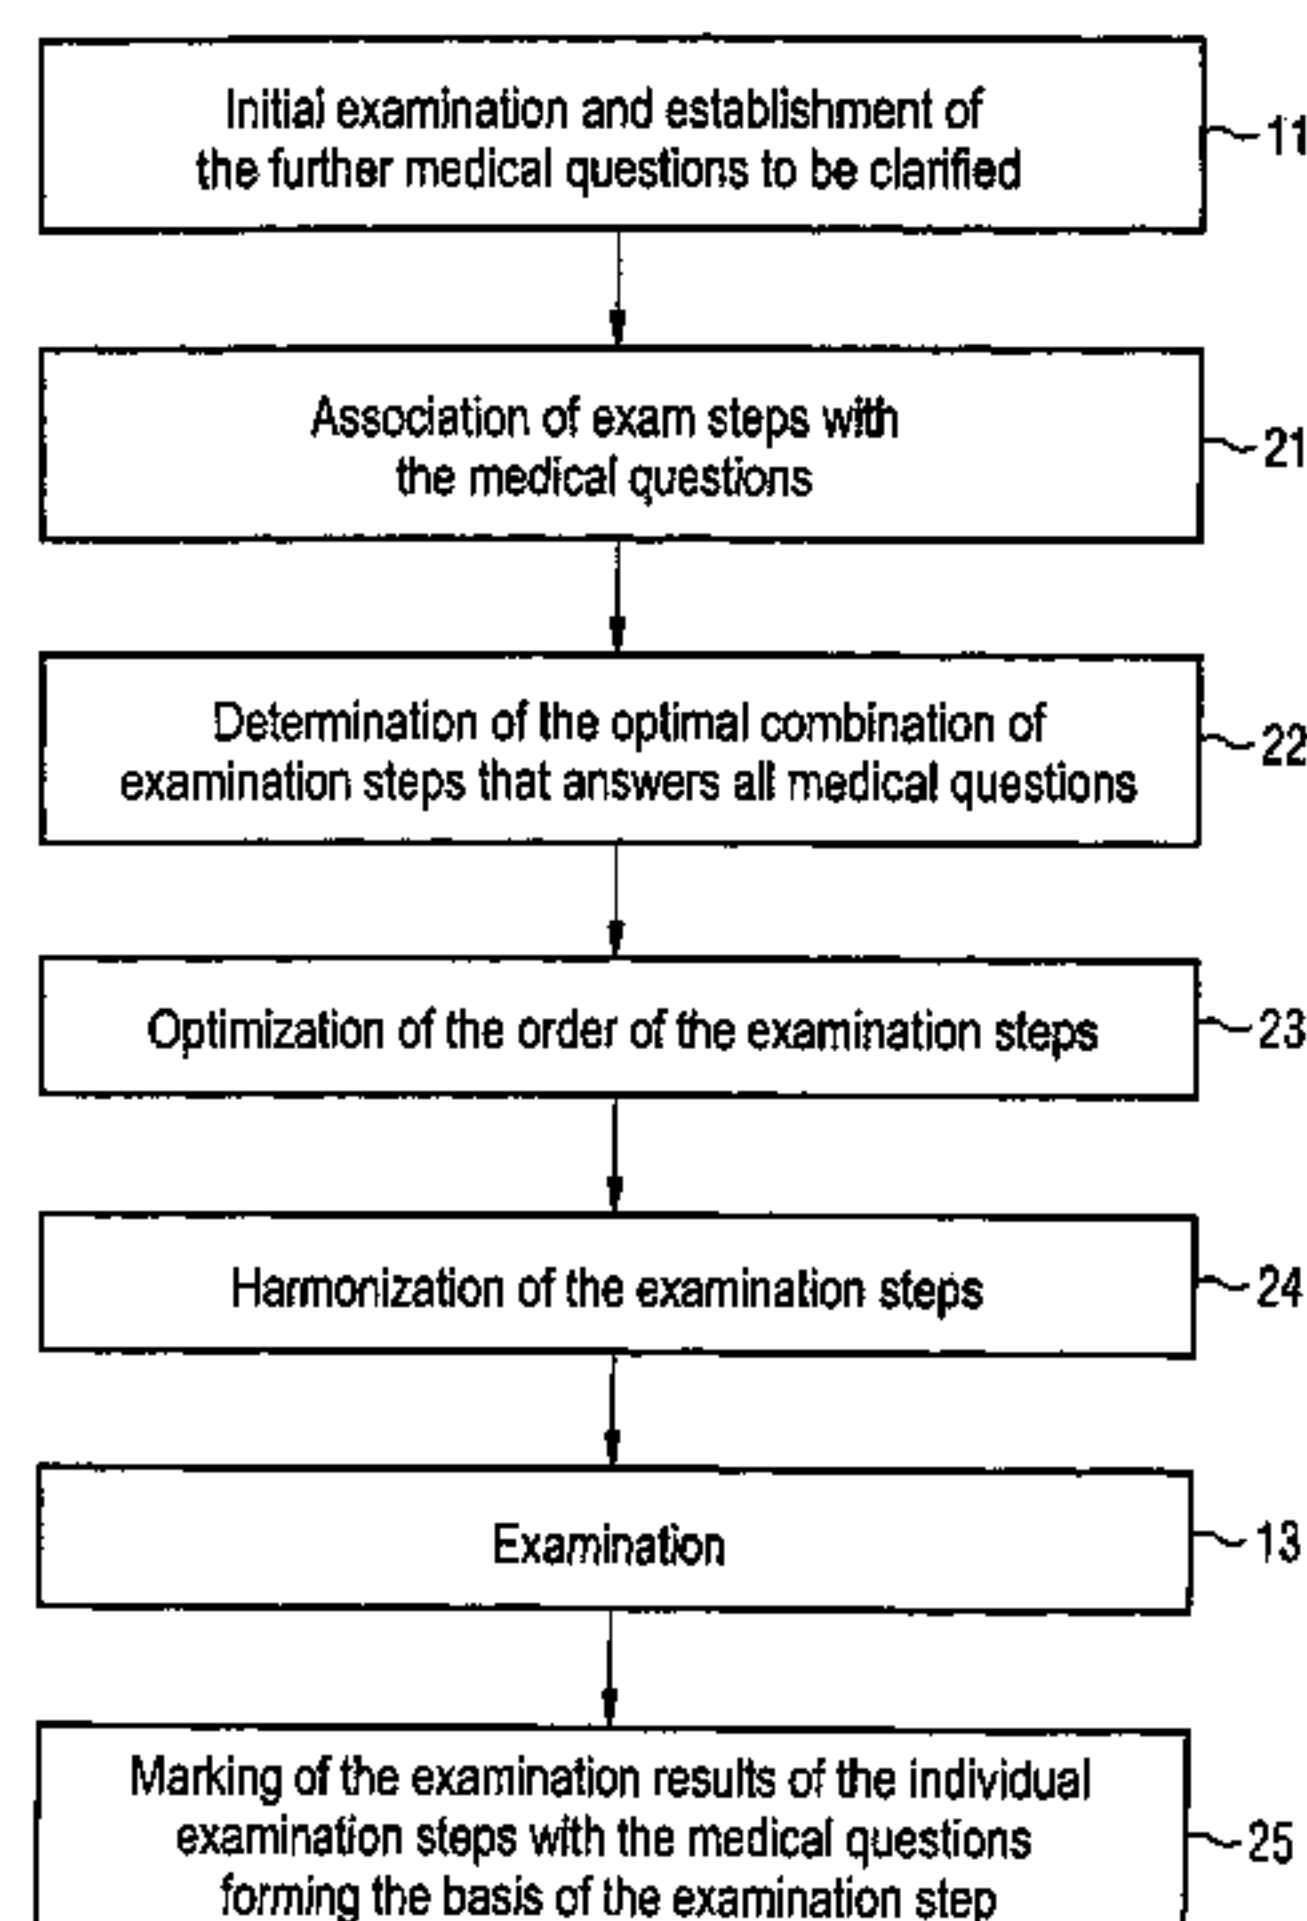 Initial examination and establishment of
the further medical questions to be clarified
11
Association of exam steps with
the medical questions
21
Determination of the optimal combination of
examination steps that answers all medical questions
22
Optimization of the order of the examination steps
23
Harmonization of the examination steps
24
Examination
13
Marking of the examination results of the individual
examination steps with the medical questions
forming the basis of the examination step
25